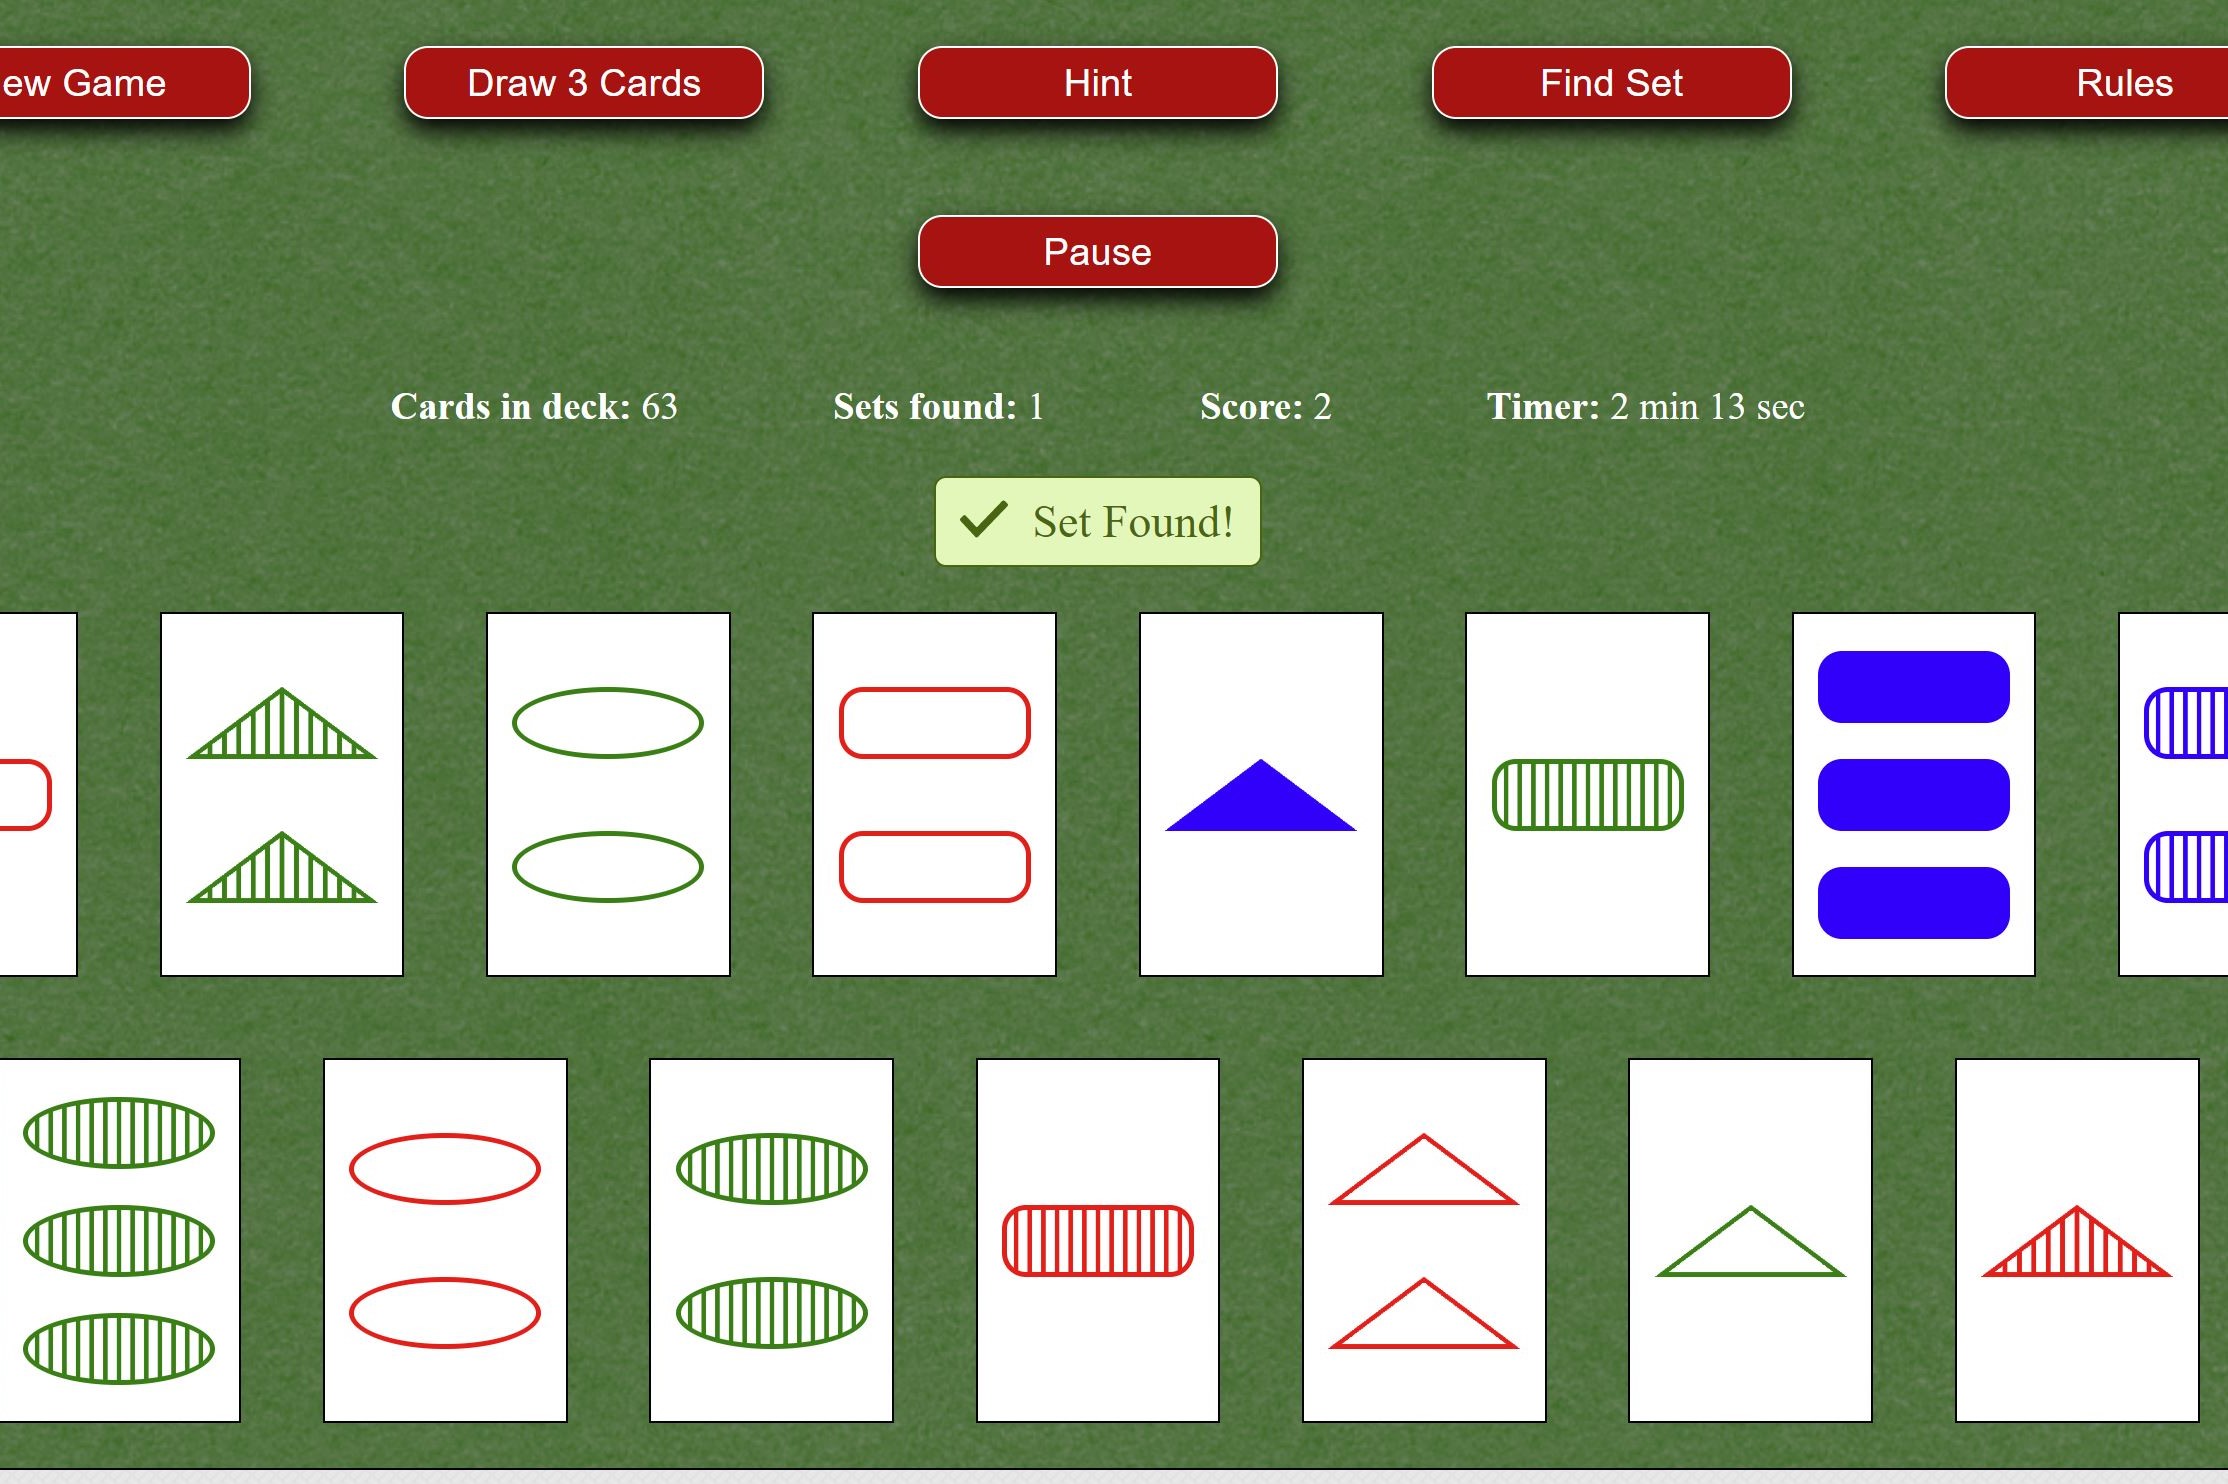 ew Game Draw 3 Cards Hint Find Set Rules
Pause
Cards in deck: 63 Sets found: 1 Score: 2 Timer: 2 min 13 sec
Set Found!